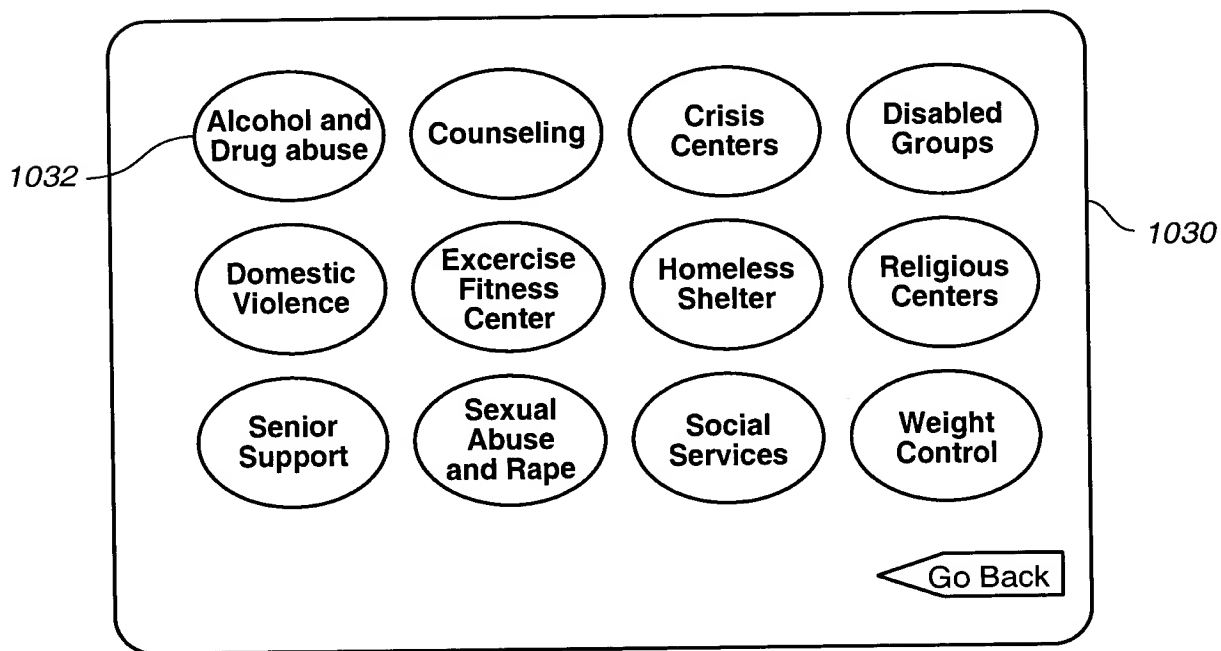 Alcohol and
Drug abuse
Counseling
Crisis
Centers
Disabled
Groups
1032
1030
Domestic
Violence
Excercise
Fitness
Center
Homeless
Shelter
Religious
Centers
Senior
Support
Sexual
Abuse
and Rape
Social
Services
Weight
Control
Go Back